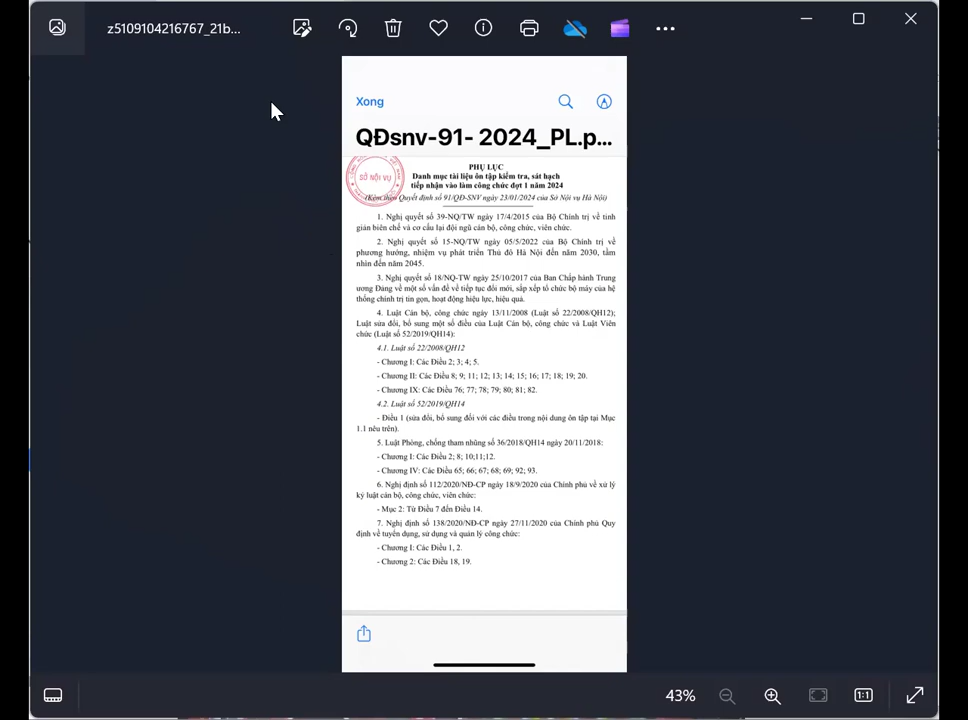 z5109104216767_21b...
Xong
QĐsnv-91- 2024_PL.p...
SỞ NỘI VỤ
PHỤ LỤC
Danh mục tài liệu ôn tập kiểm tra, sát hạch
tiếp nhận vào làm công chức đợt 1 năm 2024
(Kèm theo Quyết định số 91/QĐ-SNV ngày 23/01/2024 của Sở Nội vụ Hà Nội)
1. Nghị quyết số 39-NQ/TW ngày 17/4/2015 của Bộ Chính trị về tinh
giản biên chế và cơ cấu lại đội ngũ cán bộ, công chức, viên chức.
2. Nghị quyết số 15-NQ/TW ngày 05/5/2022 của Bộ Chính trị về
phương hướng, nhiệm vụ phát triển Thủ đô Hà Nội đến năm 2030, tầm
nhìn đến năm 2045.
3. Nghị quyết số 18/NQ-TW ngày 25/10/2017 của Ban Chấp hành Trung
ương Đảng về một số vấn đề về tiếp tục đổi mới, sắp xếp tổ chức bộ máy của hệ
thống chính trị tin gọn, hoạt động hiệu lực, hiệu quả.
4. Luật Cán bộ, công chức ngày 13/11/2008 (Luật số 22/2008/QH12);
Luật sửa đổi, bổ sung một số điều của Luật Cán bộ, công chức và Luật Viên
chức (Luật số 52/2019/QH14):
4.1. Luật số 22/2008/QH12
- Chương I: Các Điều 2; 3; 4; 5.
- Chương II: Các Điều 8; 9; 11; 12; 13; 14; 15; 16; 17; 18; 19; 20.
- Chương IX: Các Điều 76; 77; 78; 79; 80; 81; 82.
4.2. Luật số 52/2019/QH14
- Điều 1 (sửa đổi, bổ sung đối với các điều trong nội dung ôn tập tại Mục
1.1 nêu trên).
5. Luật Phòng, chống tham nhũng số 36/2018/QH14 ngày 20/11/2018:
- Chương I: Các Điều 2; 8; 10;11;12.
- Chương IV: Các Điều 65; 66; 67; 68; 69; 92; 93.
6. Nghị định số 112/2020/NĐ-CP ngày 18/9/2020 của Chính phủ về xử lý
kỷ luật cán bộ, công chức, viên chức:
- Mục 2: Từ Điều 7 đến Điều 14.
7. Nghị định số 138/2020/NĐ-CP ngày 27/11/2020 của Chính phủ Quy
định về tuyển dụng, sử dụng và quản lý công chức:
- Chương I: Các Điều 1, 2.
- Chương 2: Các Điều 18, 19.
43%
1:1